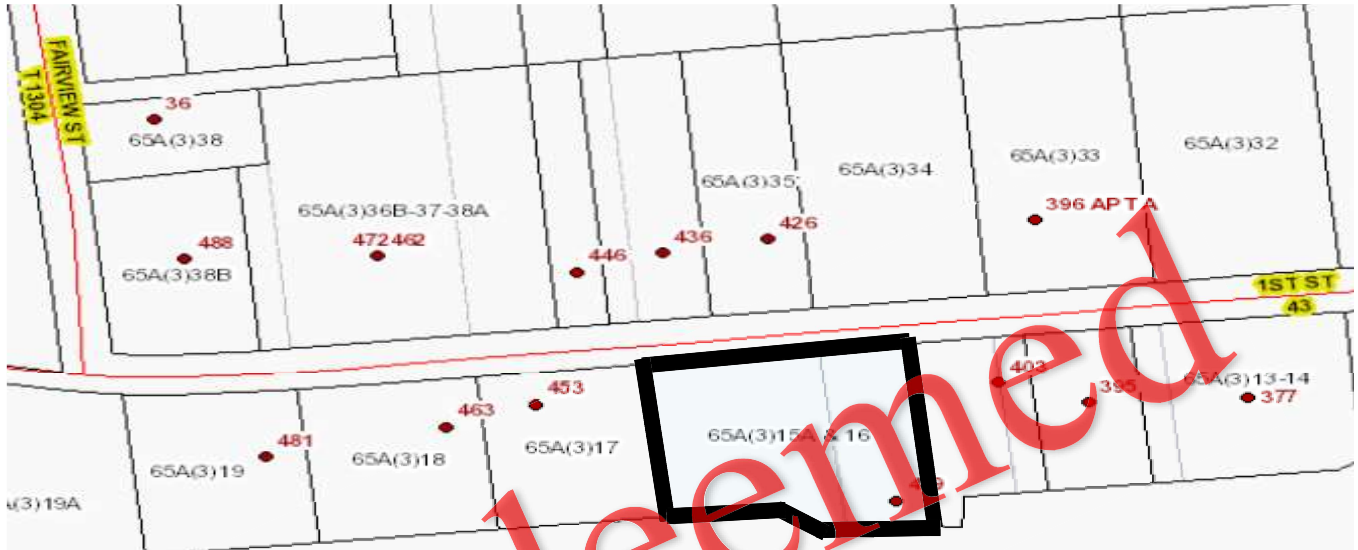 FAIRVIEW ST
T 1304
36
65A(3)38
488
65A(3)38B
65A(3)36B-37-38A
472 462
446
436
65A(3)35
426
65A(3)34
65A(3)33
396 APT A
65A(3)32
1ST ST
43
481
65A(3)19
463
65A(3)18
453
65A(3)17
65A(3)15A & 16
403
395
65A(3)13-14
377
(3)19A
eemed